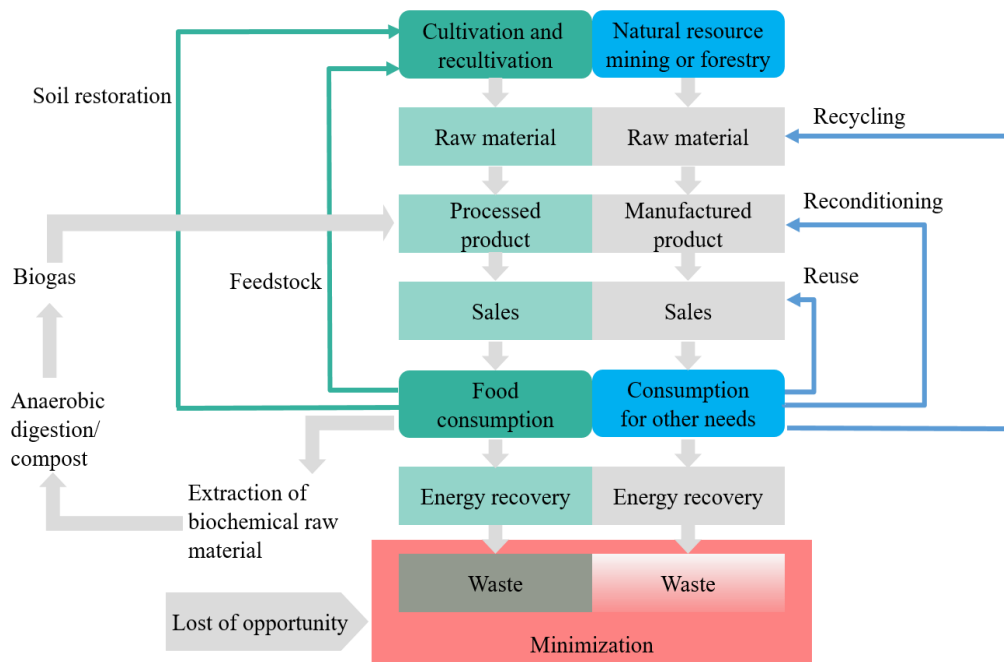 Cultivation and
recultivation
Natural resource
mining or forestry
Soil restoration
Recycling
Raw material
Raw material
Reconditioning
Processed
product
Manufactured
product
Biogas
Feedstock
Reuse
Sales
Sales
Anaerobic
digestion/
compost
Food
consumption
Consumption
for other needs
Extraction of
biochemical raw
material
Energy recovery
Energy recovery
Waste
Waste
Lost of opportunity
Minimization